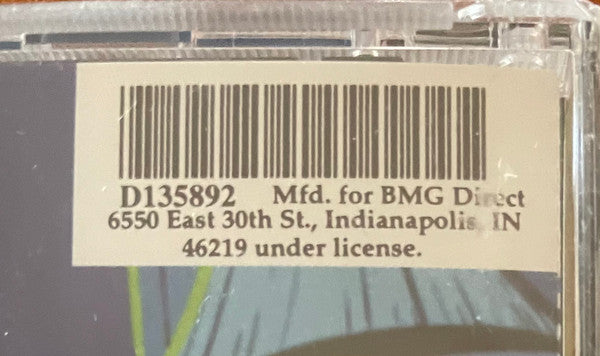 D135892 Mfd. for BMG Direct
6550 East 30th St., Indianapolis, IN
46219 under license.